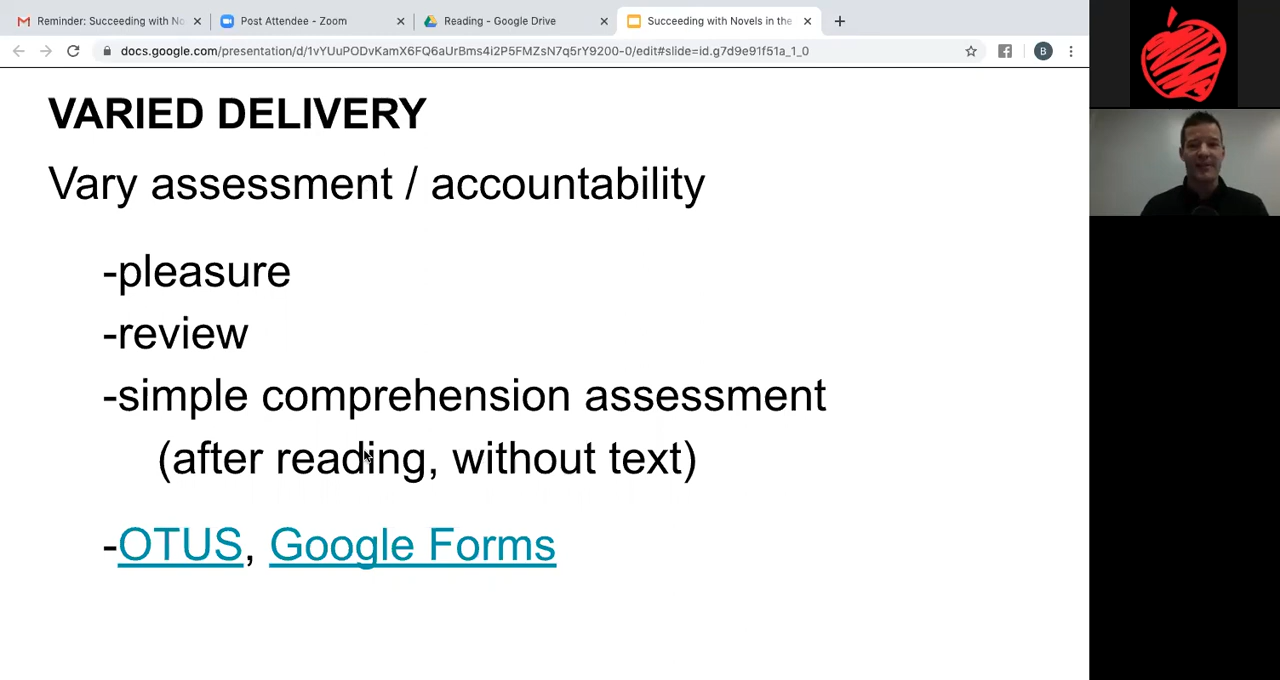 Reminder: Succeeding with No
Post Attendee - Zoom
Reading - Google Drive
Succeeding with Novels in the
docs.google.com/presentation/d/1vYUuPODvKamX6FQ6aUrBms4i2P5FMZsN7q5rY9200-0/edit#slide=id.g7d9e91f51a_1_0
B
VARIED DELIVERY
Vary assessment / accountability
-pleasure
-review
-simple comprehension assessment
(after reading, without text)
-OTUS, Google Forms